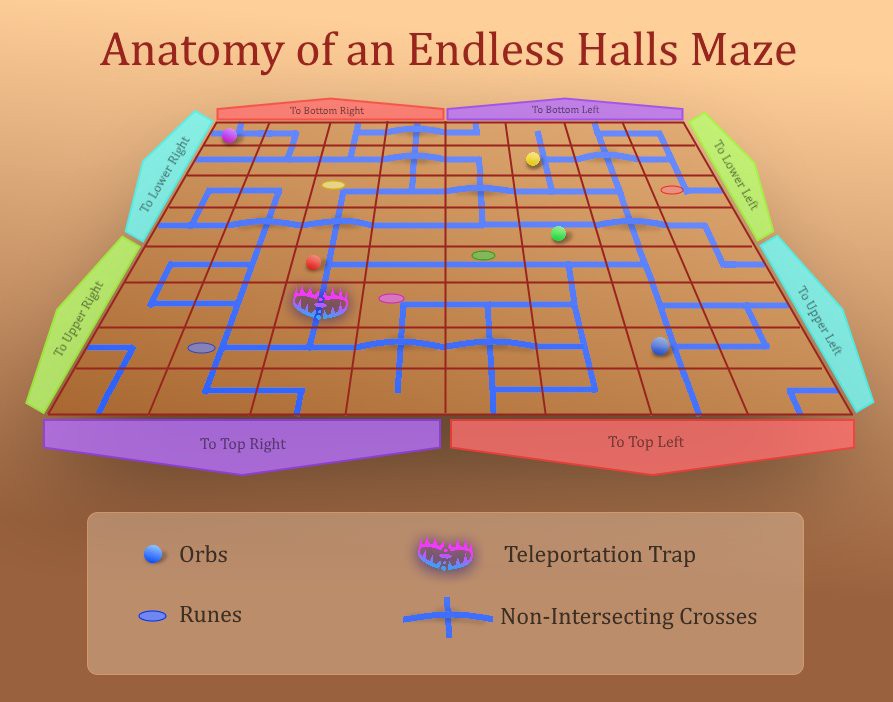 Anatomy of an Endless Halls Maze
To Bottom Right
To Bottom Left
To Lower Right
To Lower Left
To Upper Right
To Upper Left
To Top Right
To Top Left
Orbs
Teleportation Trap
Runes
Non-Intersecting Crosses